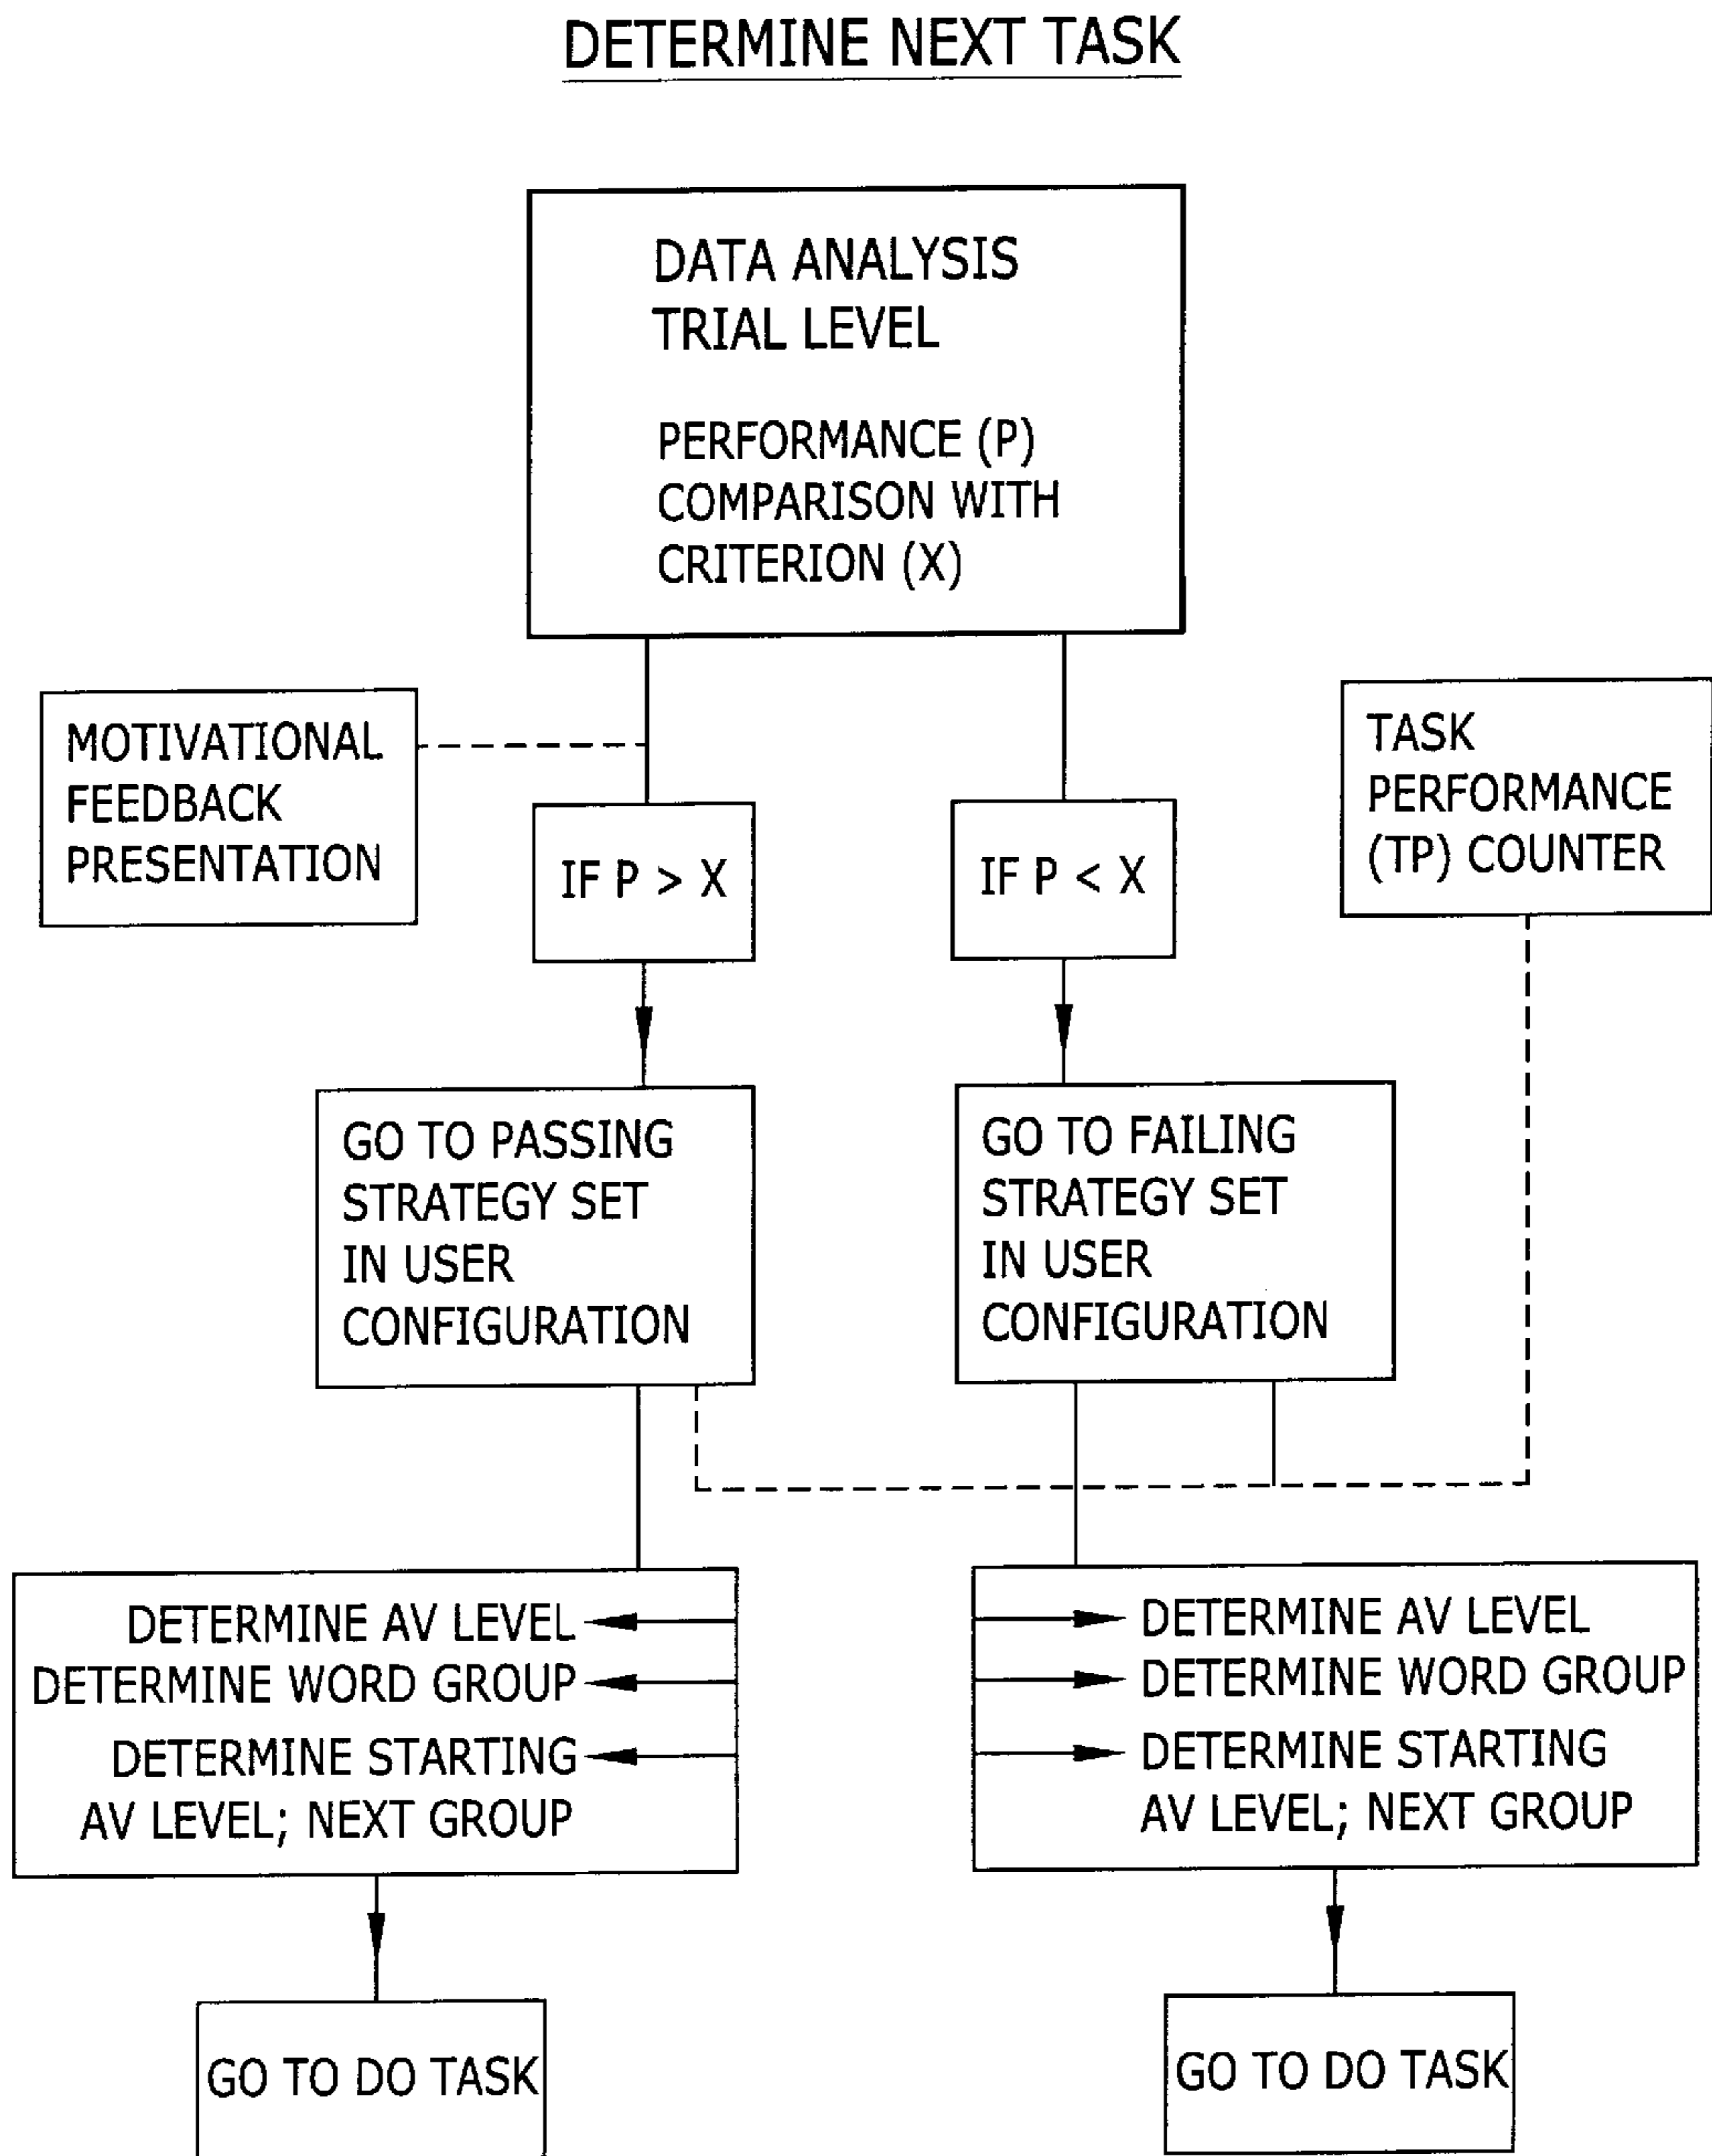 DETERMINE NEXT TASK
DATA ANALYSIS
TRIAL LEVEL
PERFORMANCE (P)
COMPARISON WITH
CRITERION (X)
MOTIVATIONAL
FEEDBACK
PRESENTATION
IF P > X
IF P < X
TASK
PERFORMANCE
(TP) COUNTER
GO TO PASSING
STRATEGY SET
IN USER
CONFIGURATION
GO TO FAILING
STRATEGY SET
IN USER
CONFIGURATION
DETERMINE AV LEVEL
DETERMINE WORD GROUP
DETERMINE STARTING
AV LEVEL; NEXT GROUP
DETERMINE AV LEVEL
DETERMINE WORD GROUP
DETERMINE STARTING
AV LEVEL; NEXT GROUP
GO TO DO TASK
GO TO DO TASK